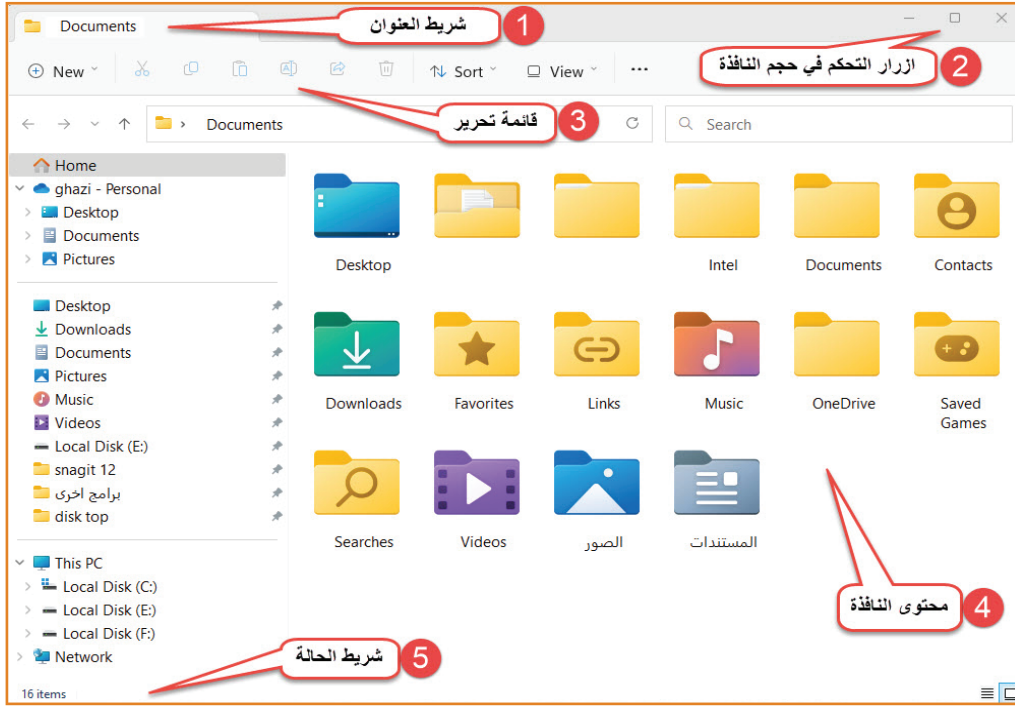 Documents
شريط العنوان
1
New
Sort
View
...
ازرار التحكم في حجم النافذة
2
Documents
قائمة تحرير
3
Search
Home
ghazi - Personal
Desktop
Documents
Pictures
Desktop
Downloads
Documents
Pictures
Music
Videos
Local Disk (E:)
snagit 12
برامج اخرى
disk top
This PC
Local Disk (C:)
Local Disk (E:)
Local Disk (F:)
Network
Desktop
Intel
Documents
Contacts
Downloads
Favorites
Links
Music
OneDrive
Saved
Games
Searches
Videos
الصور
المستندات
محتوى النافذة
4
شريط الحالة
5
16 items